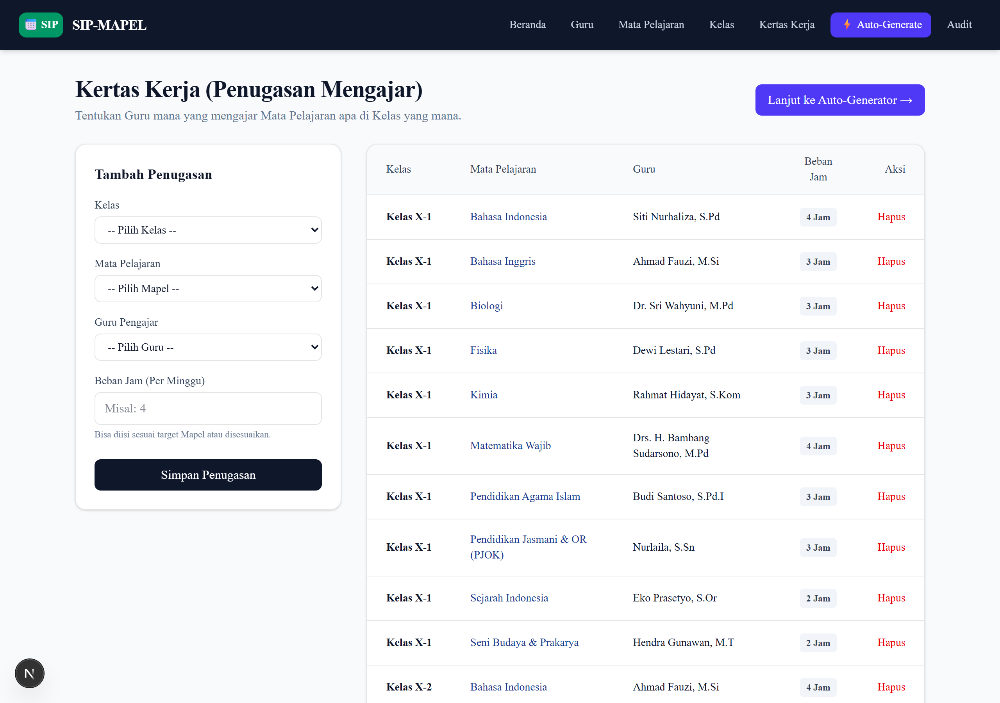 SIP SIP-MAPEL Beranda Guru Mata Pelajaran Kelas Kertas Kerja Auto-Generate Audit
Kertas Kerja (Penugasan Mengajar)
Tentukan Guru mana yang mengajar Mata Pelajaran apa di Kelas yang mana.
Lanjut ke Auto-Generator →
Tambah Penugasan
Kelas
-- Pilih Kelas --
Mata Pelajaran
-- Pilih Mapel --
Guru Pengajar
-- Pilih Guru --
Beban Jam (Per Minggu)
Misal: 4
Bisa diisi sesuai target Mapel atau disesuaikan.
Simpan Penugasan
Kelas Mata Pelajaran Guru Beban Jam Aksi
Kelas X-1 Bahasa Indonesia Siti Nurhaliza, S.Pd 4 Jam Hapus
Kelas X-1 Bahasa Inggris Ahmad Fauzi, M.Si 3 Jam Hapus
Kelas X-1 Biologi Dr. Sri Wahyuni, M.Pd 3 Jam Hapus
Kelas X-1 Fisika Dewi Lestari, S.Pd 3 Jam Hapus
Kelas X-1 Kimia Rahmat Hidayat, S.Kom 3 Jam Hapus
Kelas X-1 Matematika Wajib Drs. H. Bambang Sudarsono, M.Pd 4 Jam Hapus
Kelas X-1 Pendidikan Agama Islam Budi Santoso, S.Pd.I 3 Jam Hapus
Kelas X-1 Pendidikan Jasmani & OR (PJOK) Nurlaila, S.Sn 3 Jam Hapus
Kelas X-1 Sejarah Indonesia Eko Prasetyo, S.Or 2 Jam Hapus
Kelas X-1 Seni Budaya & Prakarya Hendra Gunawan, M.T 2 Jam Hapus
Kelas X-2 Bahasa Indonesia Ahmad Fauzi, M.Si 4 Jam Hapus
N